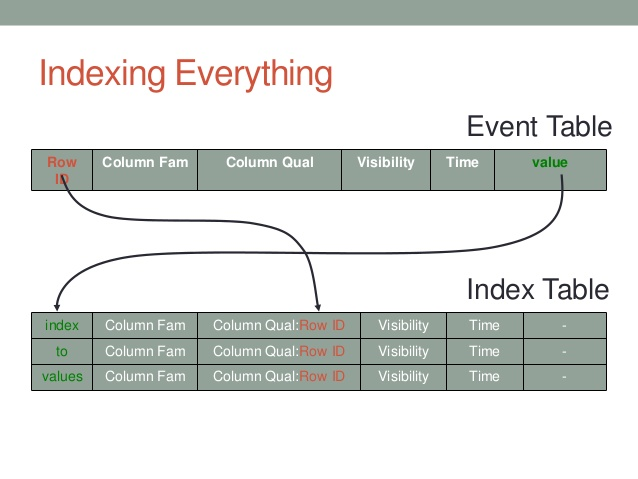 Indexing Everything
Event Table
Row ID Column Fam Column Qual Visibility Time value
Index Table
index Column Fam Column Qual:Row ID Visibility Time -
to Column Fam Column Qual:Row ID Visibility Time -
values Column Fam Column Qual:Row ID Visibility Time -